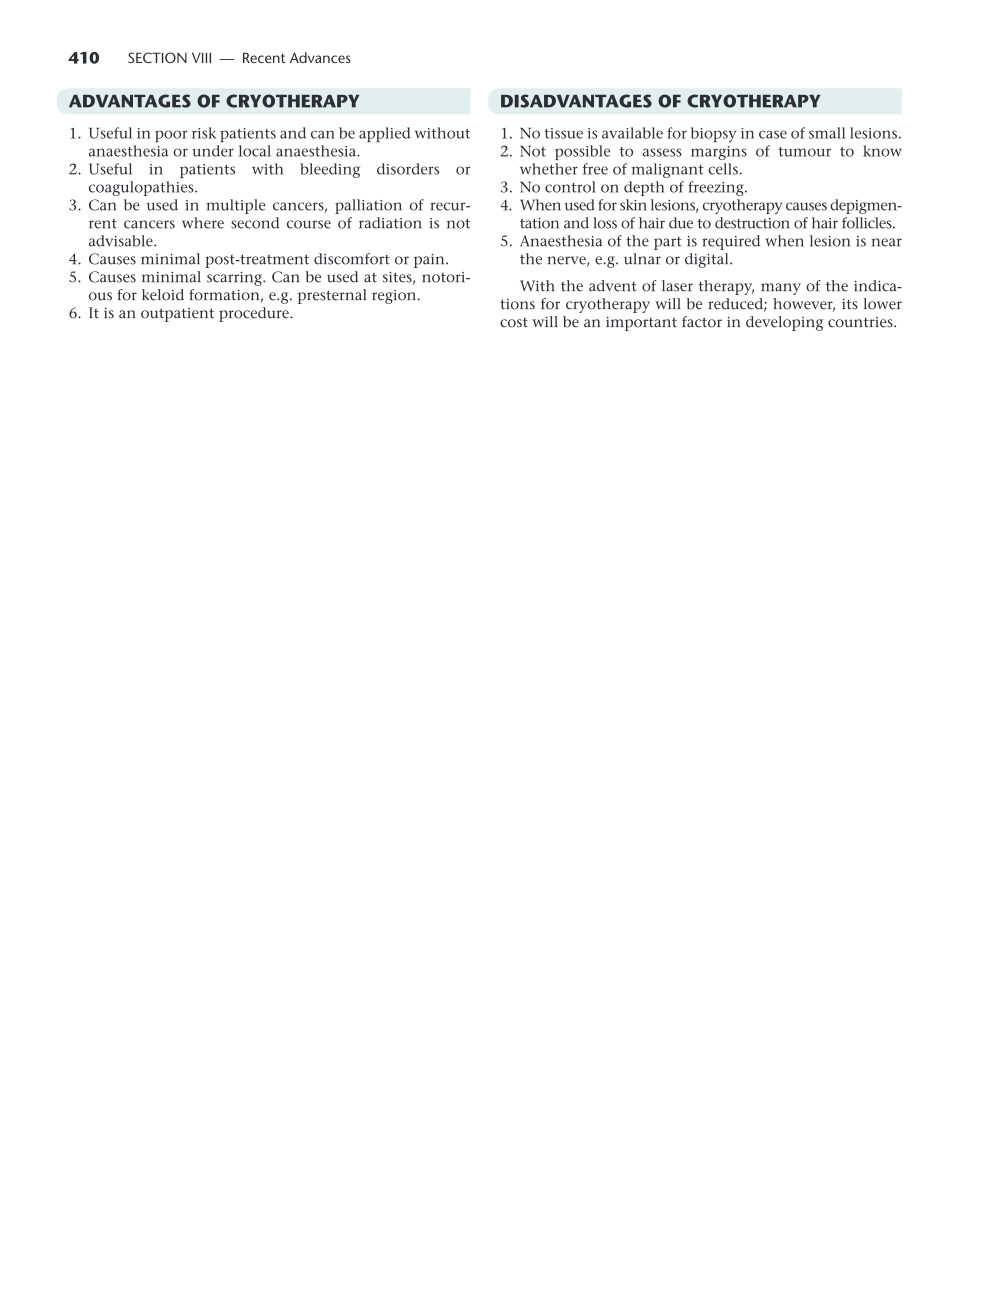 410 SECTION VIII — Recent Advances
ADVANTAGES OF CRYOTHERAPY
1. Useful in poor risk patients and can be applied without
anaesthesia or under local anaesthesia.
2. Useful in patients with bleeding disorders or
coagulopathies.
3. Can be used in multiple cancers, palliation of recur-
rent cancers where second course of radiation is not
advisable.
4. Causes minimal post-treatment discomfort or pain.
5. Causes minimal scarring. Can be used at sites, notori-
ous for keloid formation, e.g. presternal region.
6. It is an outpatient procedure.
DISADVANTAGES OF CRYOTHERAPY
1. No tissue is available for biopsy in case of small lesions.
2. Not possible to assess margins of tumour to know
whether free of malignant cells.
3. No control on depth of freezing.
4. When used for skin lesions, cryotherapy causes depigmen-
tation and loss of hair due to destruction of hair follicles.
5. Anaesthesia of the part is required when lesion is near
the nerve, e.g. ulnar or digital.
With the advent of laser therapy, many of the indica-
tions for cryotherapy will be reduced; however, its lower
cost will be an important factor in developing countries.